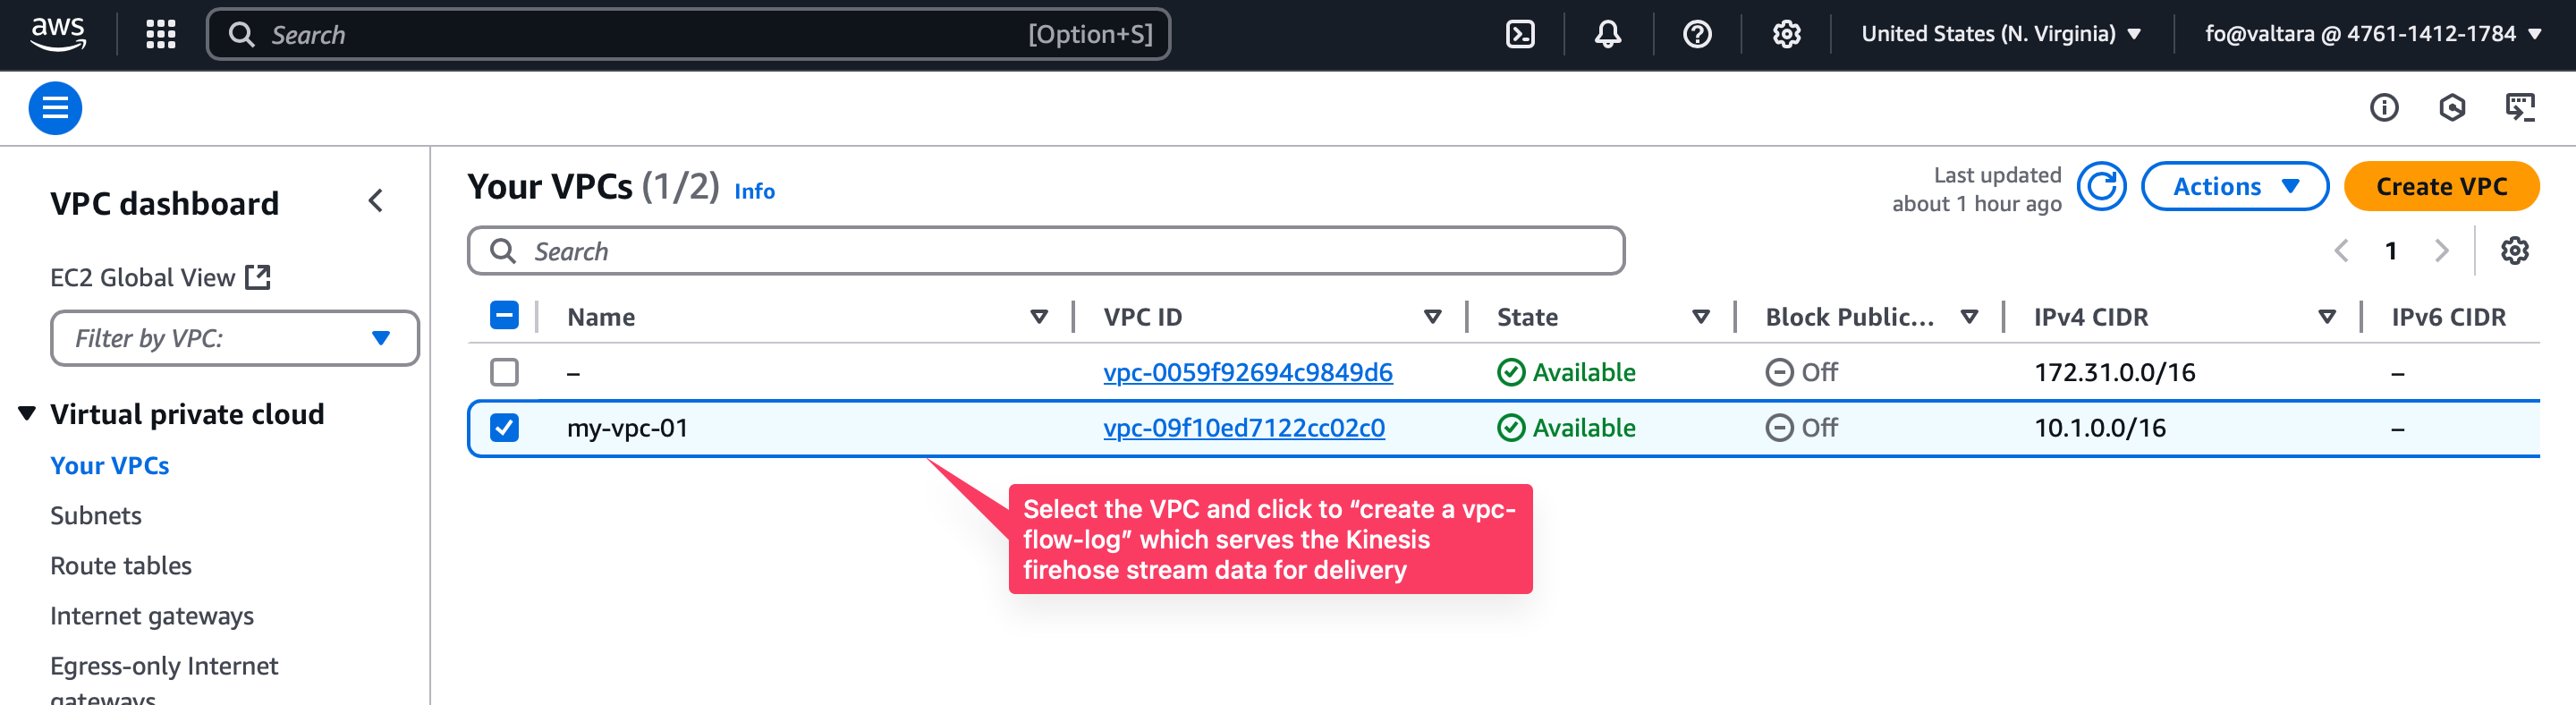 aws
Search
[Option+S]
United States (N. Virginia)
fo@valtara @ 4761-1412-1784
VPC dashboard
EC2 Global View
Filter by VPC:
Virtual private cloud
Your VPCs
Subnets
Route tables
Internet gateways
Egress-only Internet
gateways
Your VPCs (1/2) Info
Last updated
about 1 hour ago
Actions
Create VPC
Search
1
Name VPC ID State Block Public... IPv4 CIDR IPv6 CIDR
– vpc-0059f92694c9849d6 Available Off 172.31.0.0/16 –
my-vpc-01 vpc-09f10ed7122cc02c0 Available Off 10.1.0.0/16 –
Select the VPC and click to “create a vpc-
flow-log” which serves the Kinesis
firehose stream data for delivery